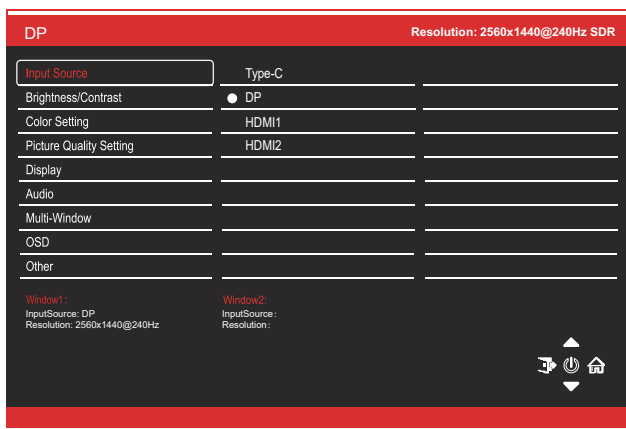 DP
Resolution: 2560x1440@240Hz SDR
Input Source
Type-C
Brightness/Contrast
DP
Color Setting
HDMI1
Picture Quality Setting
HDMI2
Display
Audio
Multi-Window
OSD
Other
Window1:
InputSource: DP
Resolution: 2560x1440@240Hz
Window2:
InputSource:
Resolution: